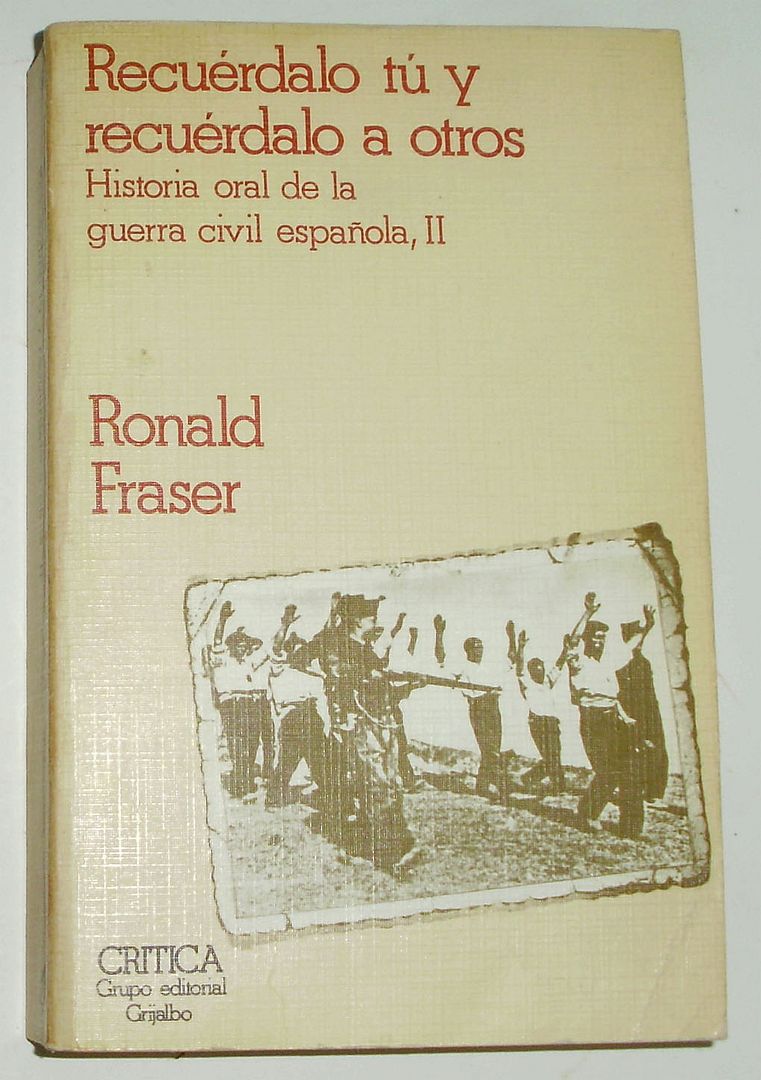 Recuérdalo tú y
recuérdalo a otros
Historia oral de la
guerra civil española, II
Ronald
Fraser
CRITICA
Grupo editorial
Grijalbo